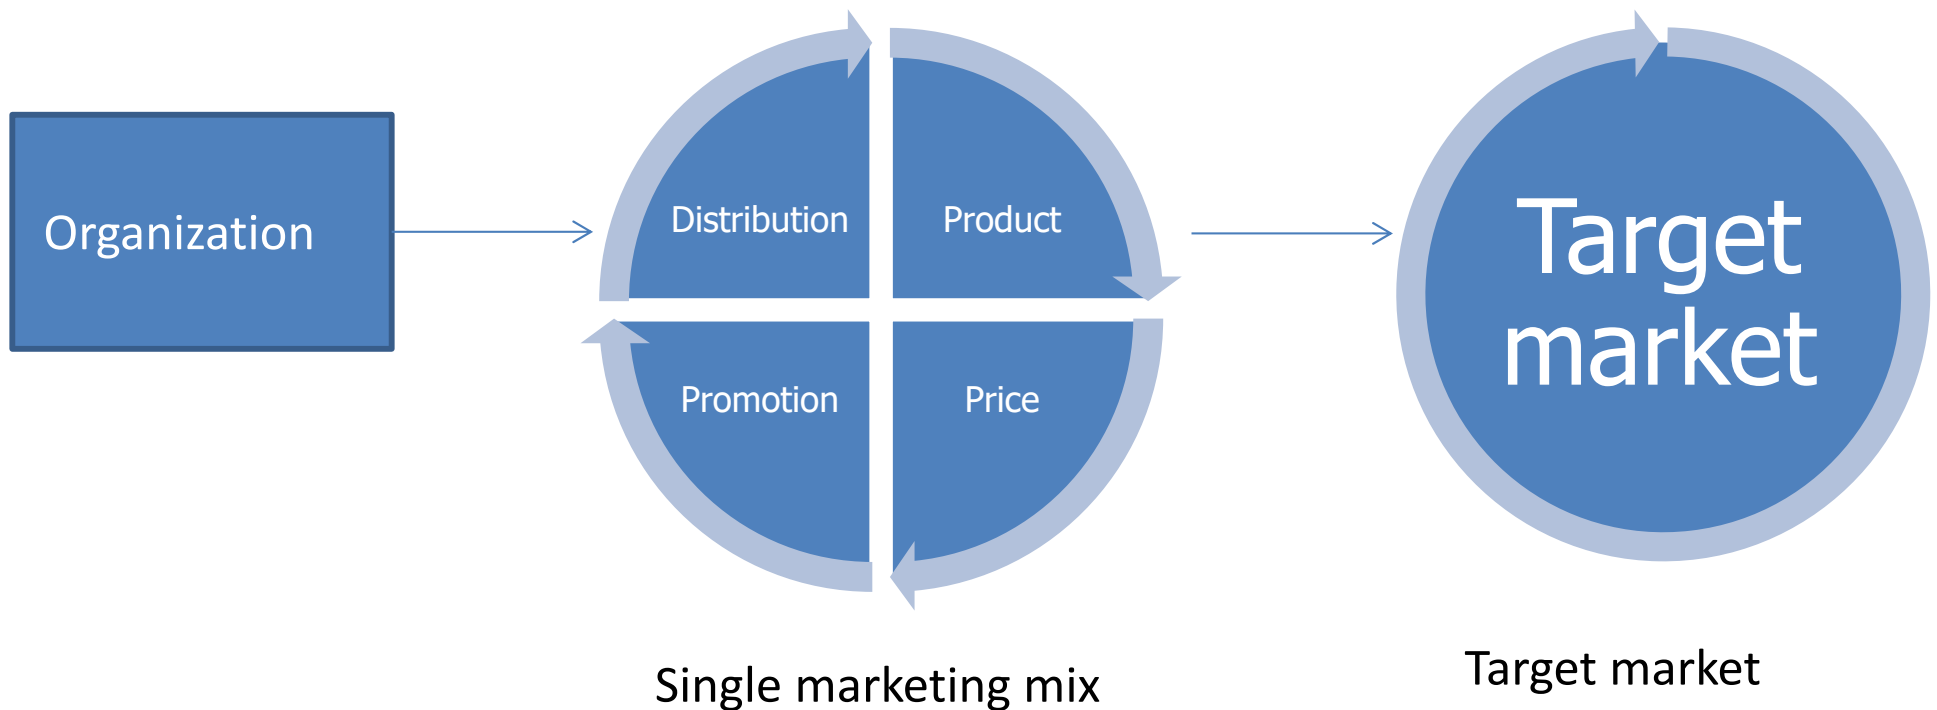 Organization
Distribution
Product
Promotion
Price
Single marketing mix
Target
market
Target market